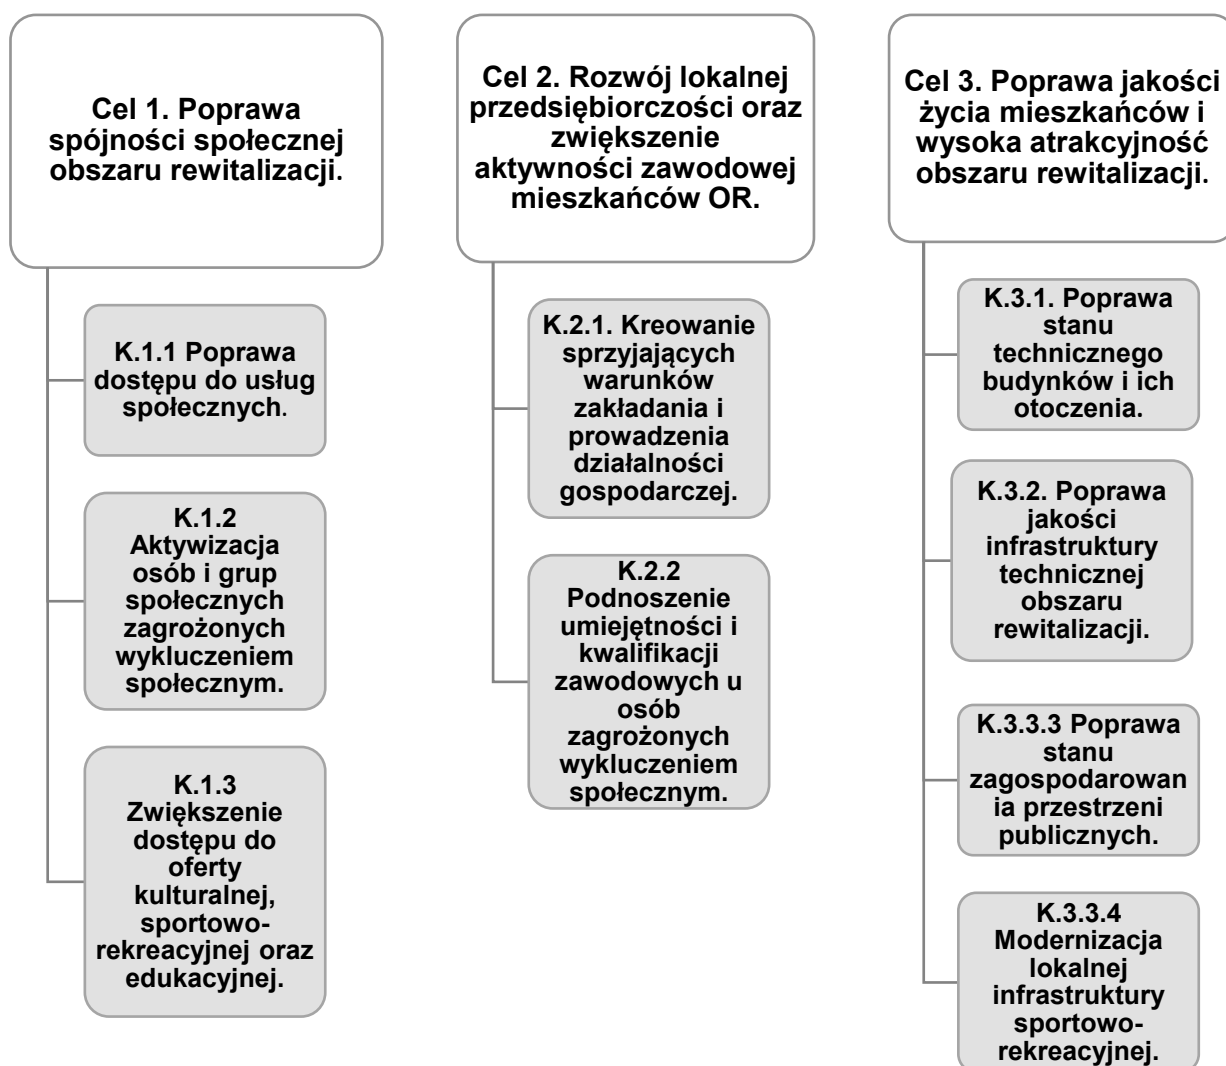 Cel 1. Poprawa
spójności społecznej
obszaru rewitalizacji.
K.1.1 Poprawa
dostępu do usług
społecznych.
K.1.2
Aktywizacja
osób i grup
społecznych
zagrożonych
wykluczeniem
społecznym.
K.1.3
Zwiększenie
dostępu do
oferty
kulturalnej,
sportowo-
rekreacyjnej oraz
edukacyjnej.
Cel 2. Rozwój lokalnej
przedsiębiorczości oraz
zwiększenie
aktywności zawodowej
mieszkańców OR.
K.2.1. Kreowanie
sprzyjających
warunków
zakładania i
prowadzenia
działalności
gospodarczej.
K.2.2
Podnoszenie
umiejętności i
kwalifikacji
zawodowych u
osób
zagrożonych
wykluczeniem
społecznym.
Cel 3. Poprawa jakości
życia mieszkańców i
wysoka atrakcyjność
obszaru rewitalizacji.
K.3.1. Poprawa
stanu
technicznego
budynków i ich
otoczenia.
K.3.2. Poprawa
jakości
infrastruktury
technicznej
obszaru
rewitalizacji.
K.3.3.3 Poprawa
stanu
zagospodarowan
ia przestrzeni
publicznych.
K.3.3.4
Modernizacja
lokalnej
infrastruktury
sportowo-
rekreacyjnej.